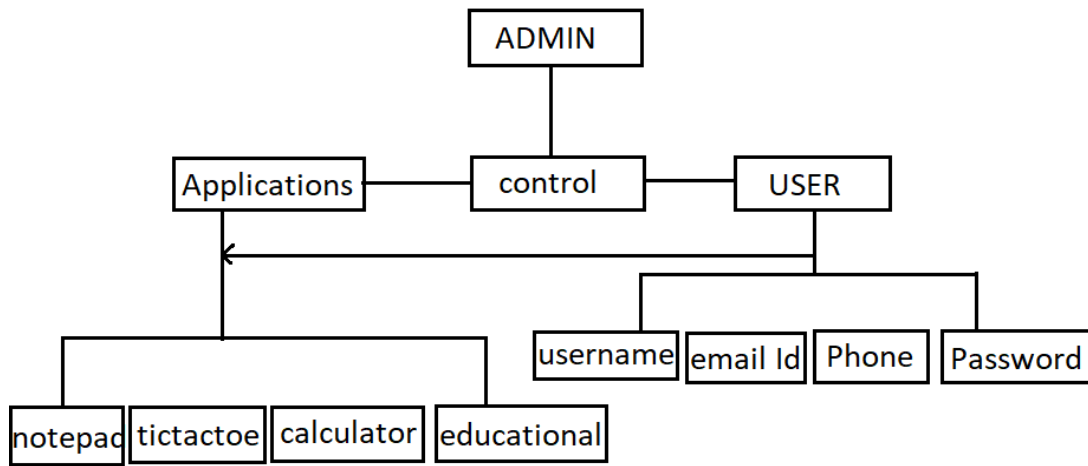 ADMIN
Applications
control
USER
username
email Id
Phone
Password
notepad
tictactoe
calculator
educational